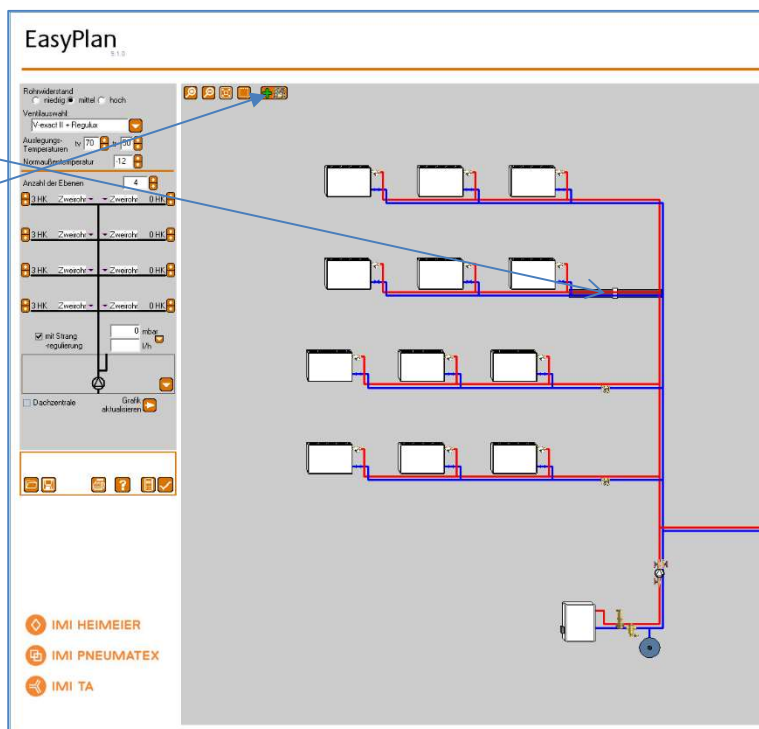 EasyPlan
Rohrwiderstand
niedrig mittel hoch
Ventilauswahl
V-exact II + Regulux
Auslegungs-
Temperaturen tv 70 tr
Normaußentemperatur -12
Anzahl der Ebenen 4
3 HK Zweirohr Zweirohr 0 HK
3 HK Zweirohr Zweirohr 0 HK
3 HK Zweirohr Zweirohr 0 HK
3 HK Zweirohr Zweirohr 0 HK
mit Strang 0 mbar
-regulierung l/h
Dachzentrale Grafik
aktualisieren
?
IMI HEIMEIER
IMI PNEUMATEX
IMI TA